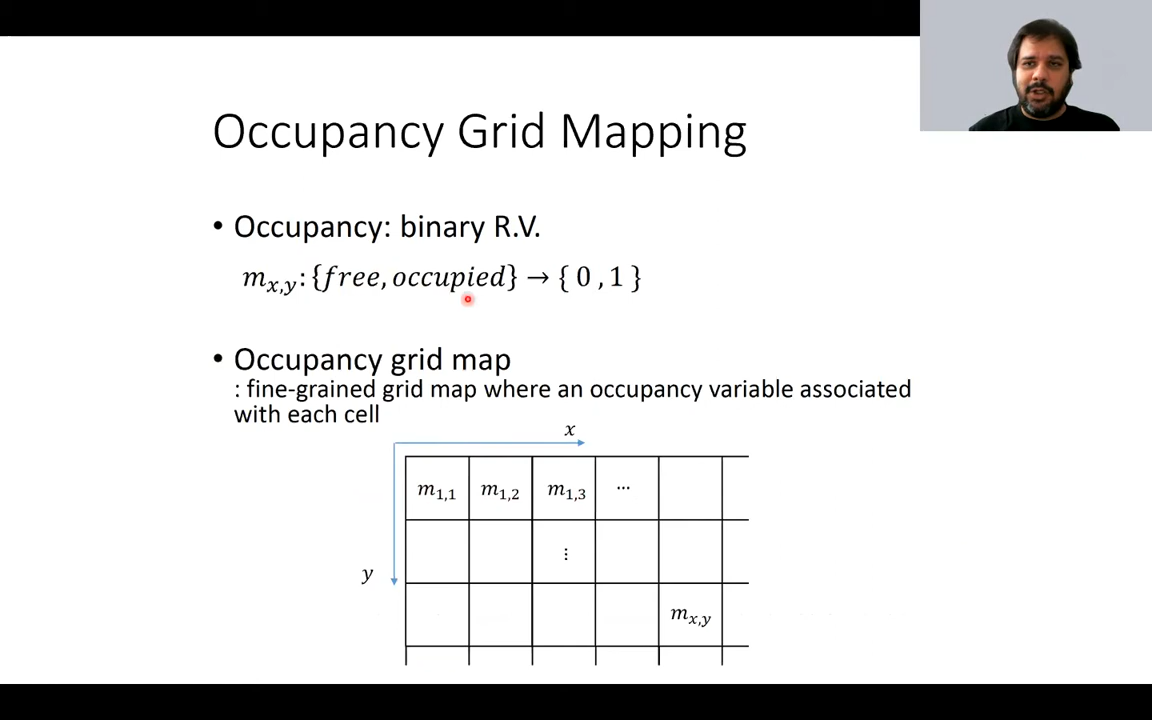 Occupancy Grid Mapping
• Occupancy: binary R.V.
m_{x,y}: {free, occupied} → { 0 , 1 }
• Occupancy grid map
: fine-grained grid map where an occupancy variable associated
with each cell
x
m_{1,1} m_{1,2} m_{1,3} ⋯
⋮
y
m_{x,y}